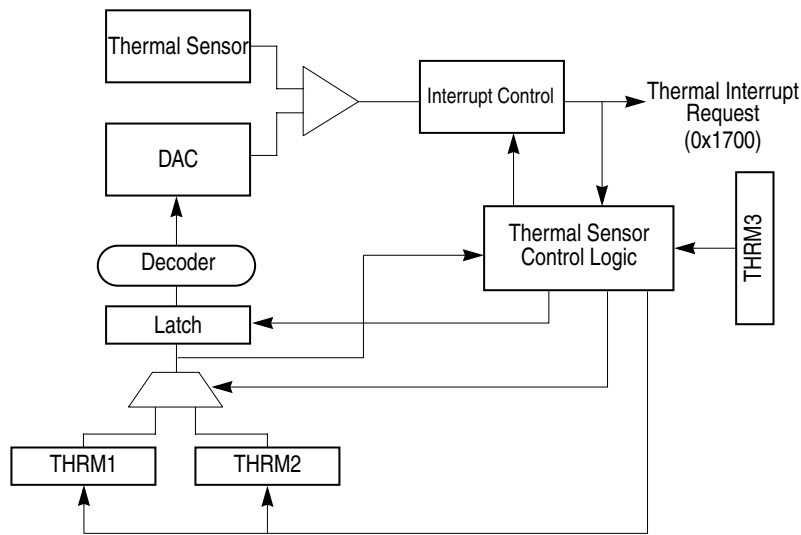 Thermal Sensor
Interrupt Control
Thermal Interrupt
Request
(0x1700)
DAC
Thermal Sensor
Control Logic
THRM3
Decoder
Latch
THRM1
THRM2